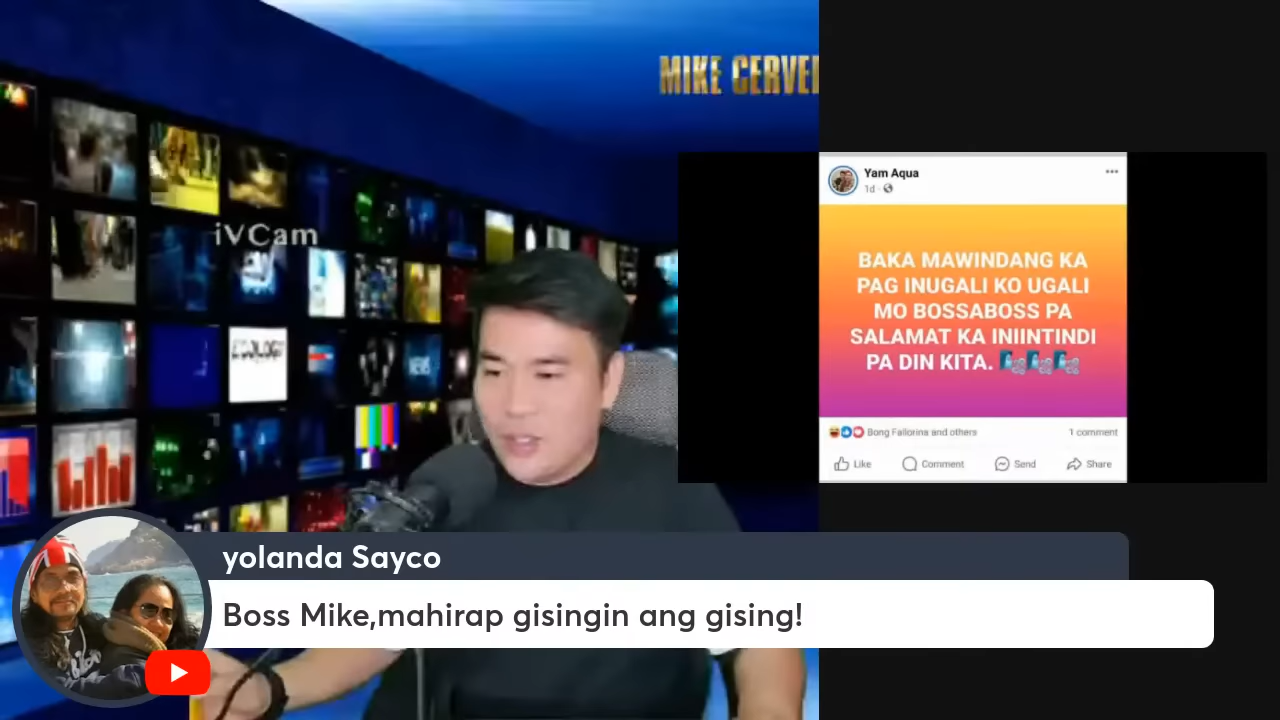 MIKE CERVE
iVCam
Yam Aqua
1d
BAKA MAWINDANG KA
PAG INUGALI KO UGALI
MO BOSSABOSS PA
SALAMAT KA INIINTINDI
PA DIN KITA.
Bong Fallorina and others
1 comment
Like
Comment
Send
Share
yolanda Sayco
Boss Mike,mahirap gisingin ang gising!